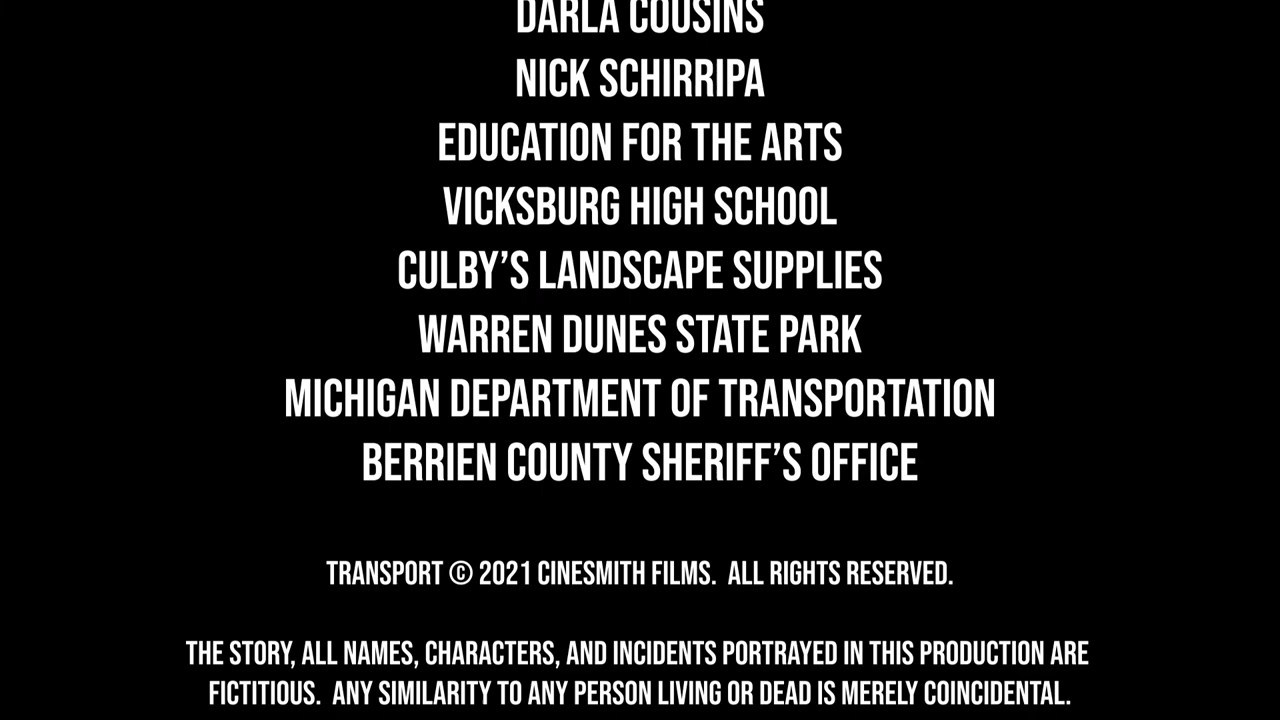 DARLA COUSINS
NICK SCHIRRIPA
EDUCATION FOR THE ARTS
VICKSBURG HIGH SCHOOL
CULBY'S LANDSCAPE SUPPLIES
WARREN DUNES STATE PARK
MICHIGAN DEPARTMENT OF TRANSPORTATION
BERRIEN COUNTY SHERIFF'S OFFICE
TRANSPORT © 2021 CINESMITH FILMS.  ALL RIGHTS RESERVED.
THE STORY, ALL NAMES, CHARACTERS, AND INCIDENTS PORTRAYED IN THIS PRODUCTION ARE
FICTITIOUS.  ANY SIMILARITY TO ANY PERSON LIVING OR DEAD IS MERELY COINCIDENTAL.